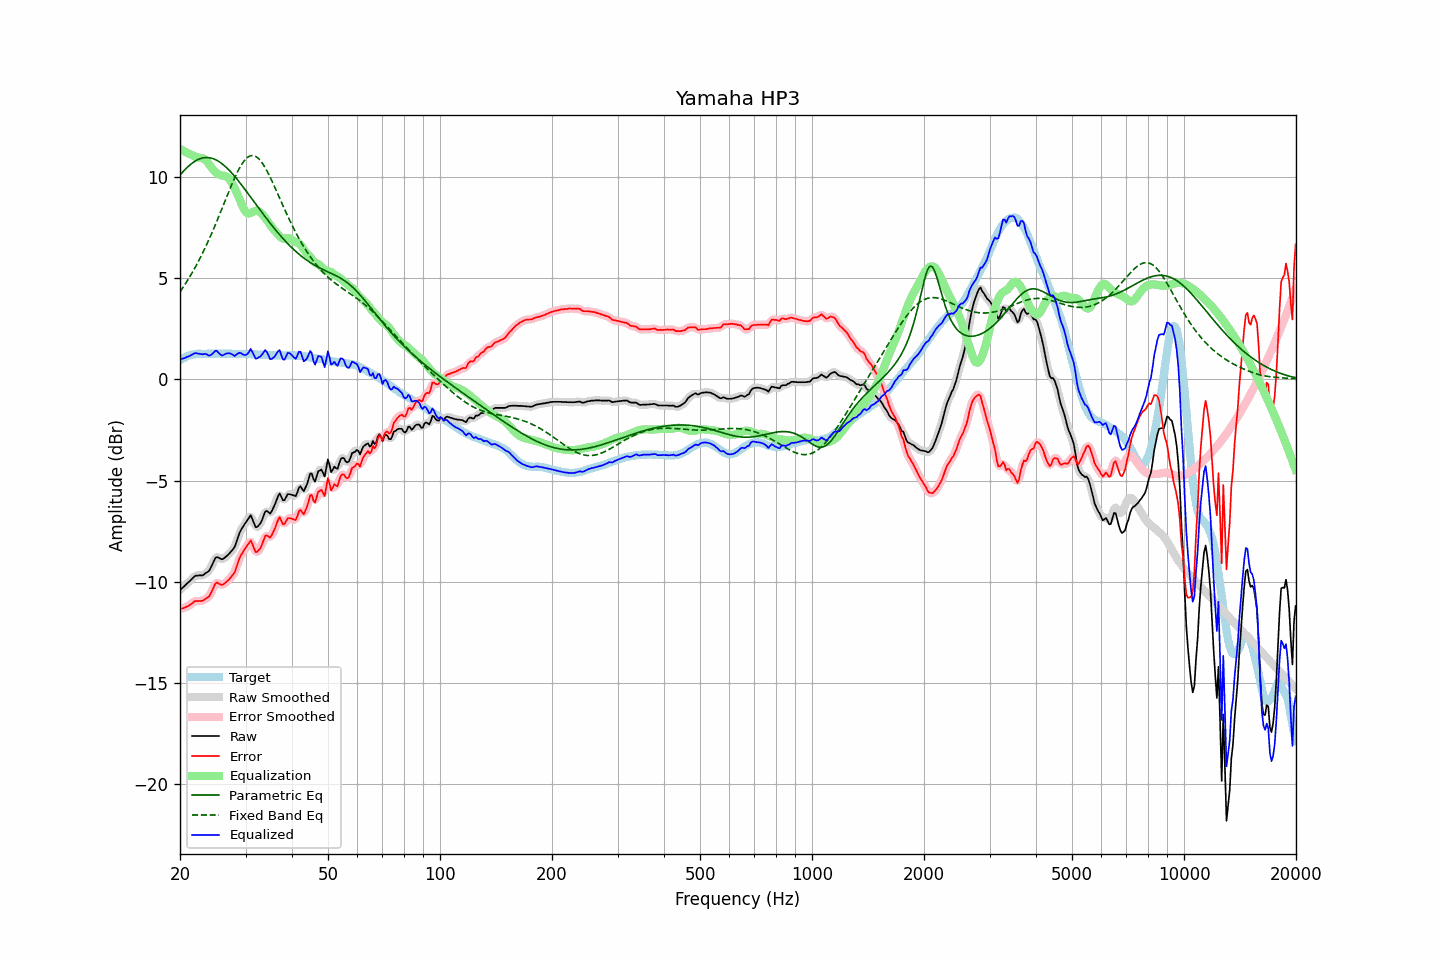 Yamaha HP3
Amplitude (dBr)
10
5
0
−5
−10
−15
−20
Target
Raw Smoothed
Error Smoothed
Raw
Error
Equalization
Parametric Eq
Fixed Band Eq
Equalized
20 50 100 200 500 1000 2000 5000 10000 20000
Frequency (Hz)